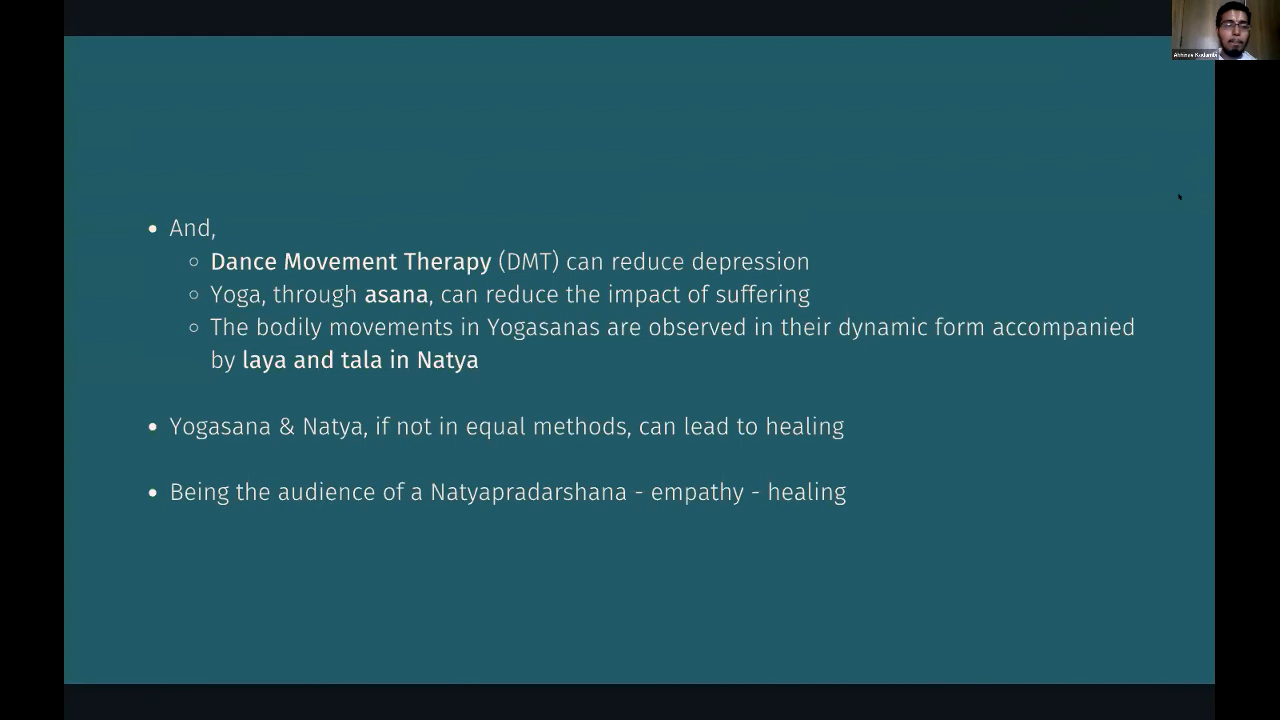 • And,
◦ Dance Movement Therapy (DMT) can reduce depression
◦ Yoga, through asana, can reduce the impact of suffering
◦ The bodily movements in Yogasanas are observed in their dynamic form accompanied
by laya and tala in Natya
• Yogasana & Natya, if not in equal methods, can lead to healing
• Being the audience of a Natyapradarshana - empathy - healing